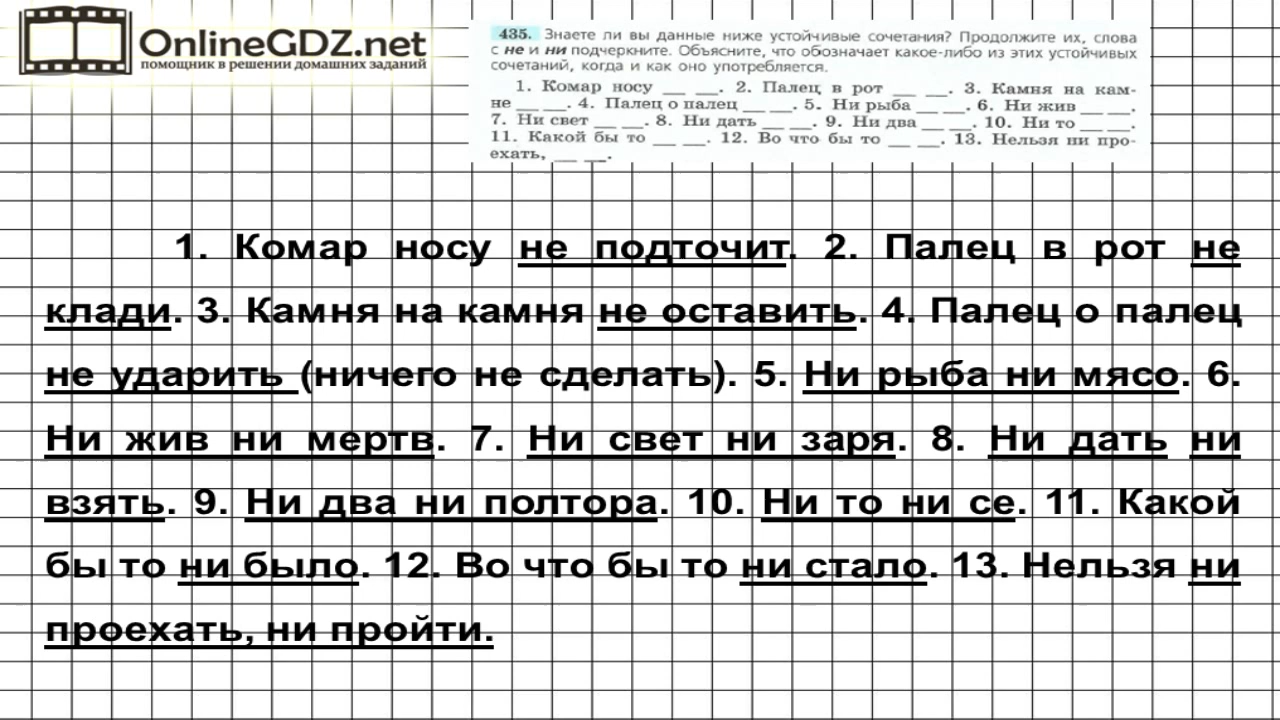 OnlineGDZ.net
помощник в решении домашних заданий
435. Знаете ли вы данные ниже устойчивые сочетания? Продолжите их, слова
с не и ни подчеркните. Объясните, что обозначает какое-либо из этих устойчивых
сочетаний, когда и как оно употребляется.
1. Комар носу __ __. 2. Палец в рот __ __. 3. Камня на кам-
не __ __. 4. Палец о палец __ __. 5. Ни рыба __ __. 6. Ни жив __ __.
7. Ни свет __ __. 8. Ни дать __ __. 9. Ни два __ __. 10. Ни то __ __.
11. Какой бы то __ __. 12. Во что бы то __ __. 13. Нельзя ни про-
ехать, __ __.
1. Комар носу не подточит. 2. Палец в рот не
клади. 3. Камня на камня не оставить. 4. Палец о палец
не ударить (ничего не сделать). 5. Ни рыба ни мясо. 6.
Ни жив ни мертв. 7. Ни свет ни заря. 8. Ни дать ни
взять. 9. Ни два ни полтора. 10. Ни то ни се. 11. Какой
бы то ни было. 12. Во что бы то ни стало. 13. Нельзя ни
проехать, ни пройти.